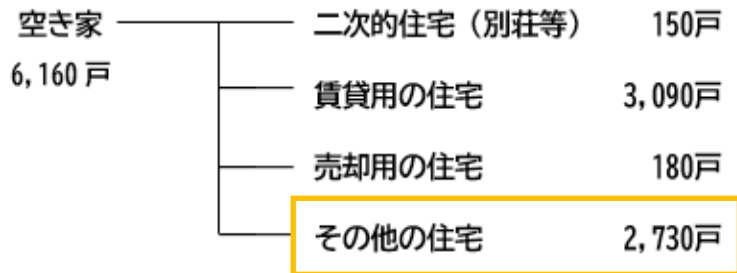 空き家
6,160戸
二次的住宅（別荘等） 150戸
賃貸用の住宅 3,090戸
売却用の住宅 180戸
その他の住宅 2,730戸